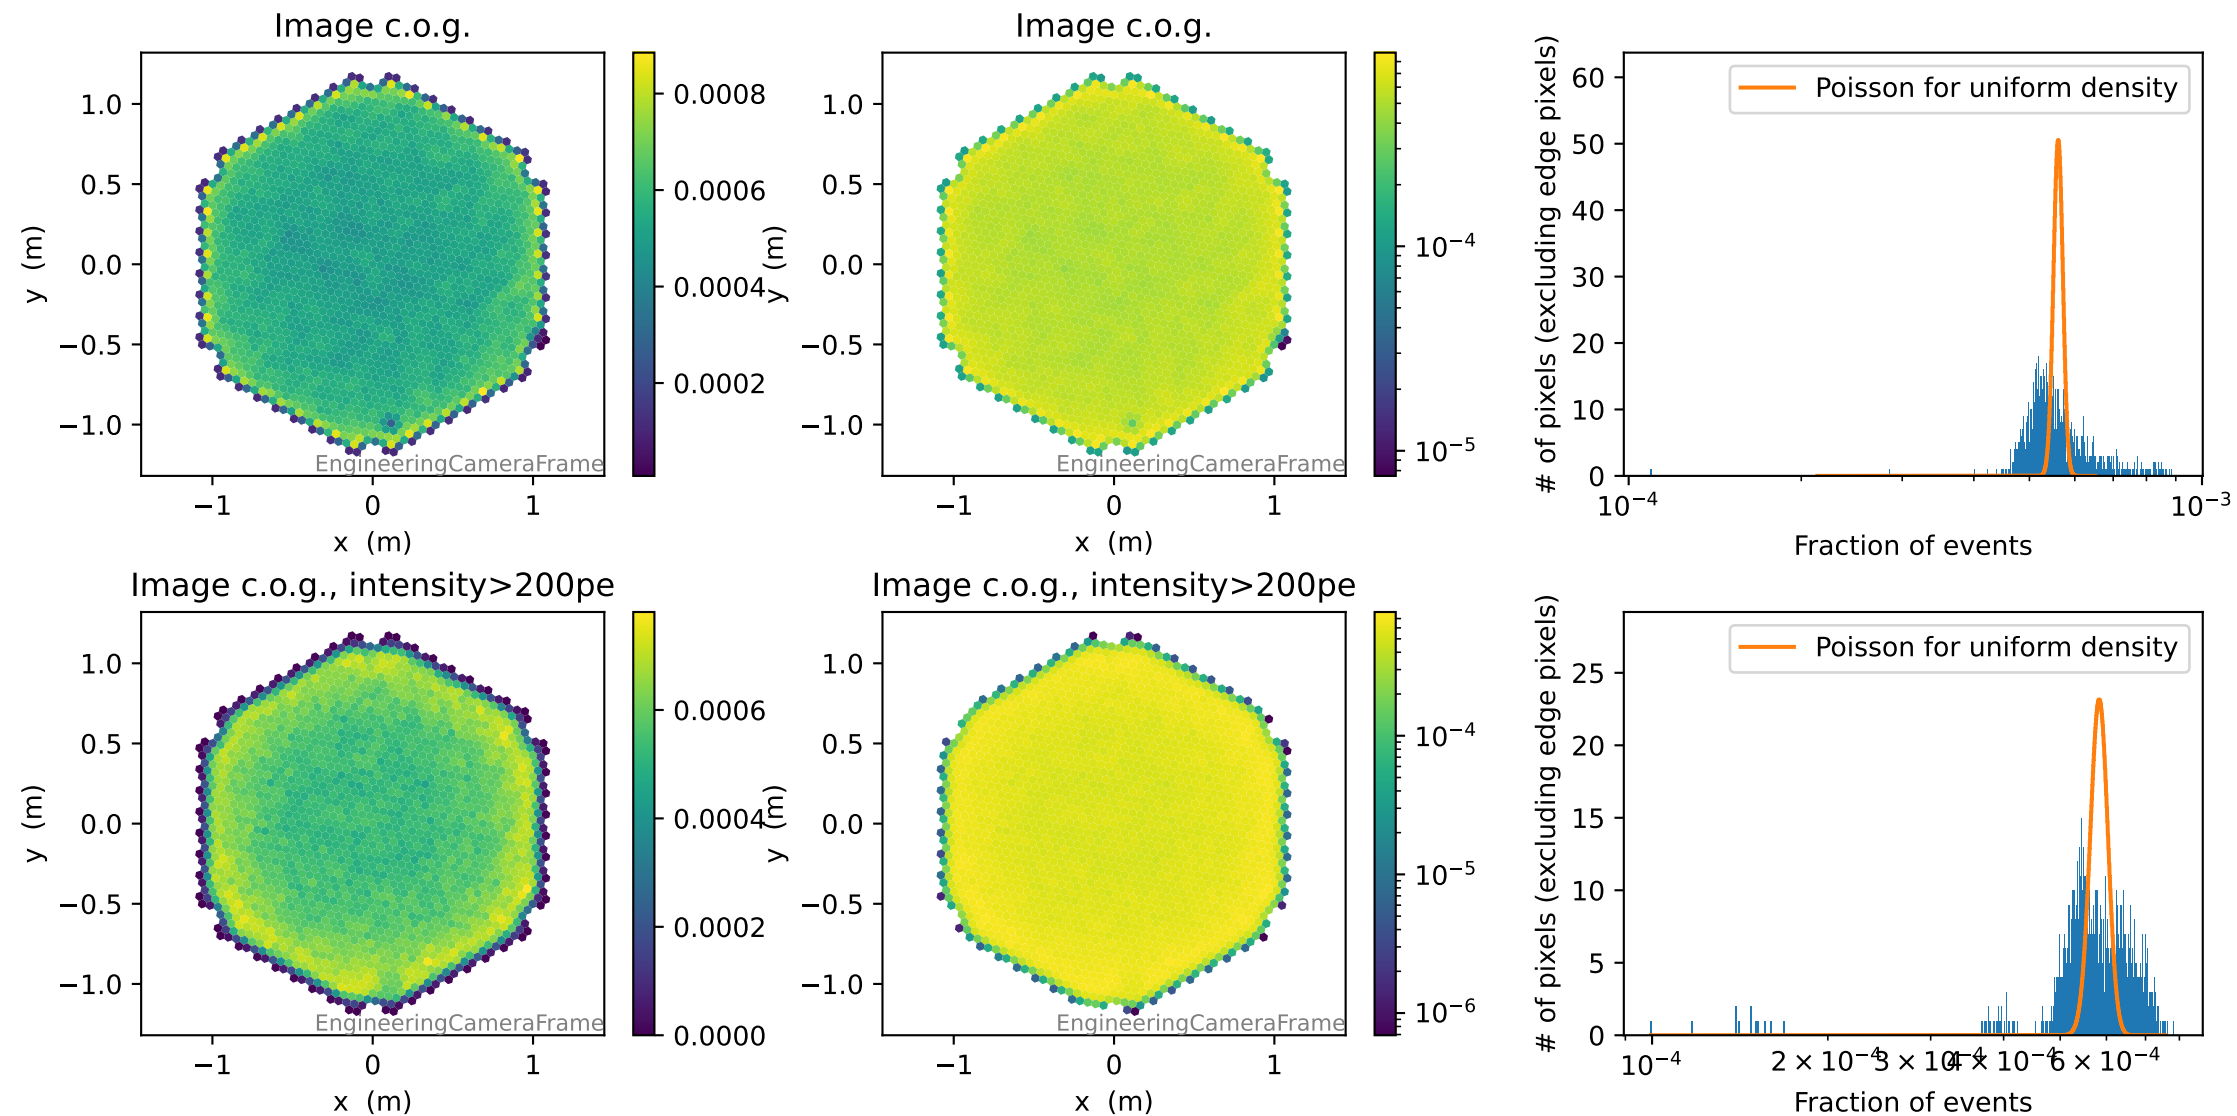 Image c.o.g.
1.0
0.5
0.0
−0.5
−1.0
y (m)
−1
0
1
x (m)
EngineeringCameraFrame
0.0008
0.0006
0.0004
0.0002
Image c.o.g.
1.0
0.5
0.0
−0.5
−1.0
y (m)
−1
0
1
x (m)
EngineeringCameraFrame
10⁻⁴
10⁻⁵
# of pixels (excluding edge pixels)
60
50
40
30
20
10
0
Poisson for uniform density
10⁻⁴
10⁻³
Fraction of events
Image c.o.g., intensity>200pe
1.0
0.5
0.0
−0.5
−1.0
y (m)
−1
0
1
x (m)
EngineeringCameraFrame
0.0006
0.0004
0.0002
0.0000
Image c.o.g., intensity>200pe
1.0
0.5
0.0
−0.5
−1.0
y (m)
−1
0
1
x (m)
EngineeringCameraFrame
10⁻⁴
10⁻⁵
10⁻⁶
# of pixels (excluding edge pixels)
25
20
15
10
5
0
Poisson for uniform density
10⁻⁴
2 × 10⁻⁴
3 × 10⁻⁴
4 × 10⁻⁴
6 × 10⁻⁴
Fraction of events